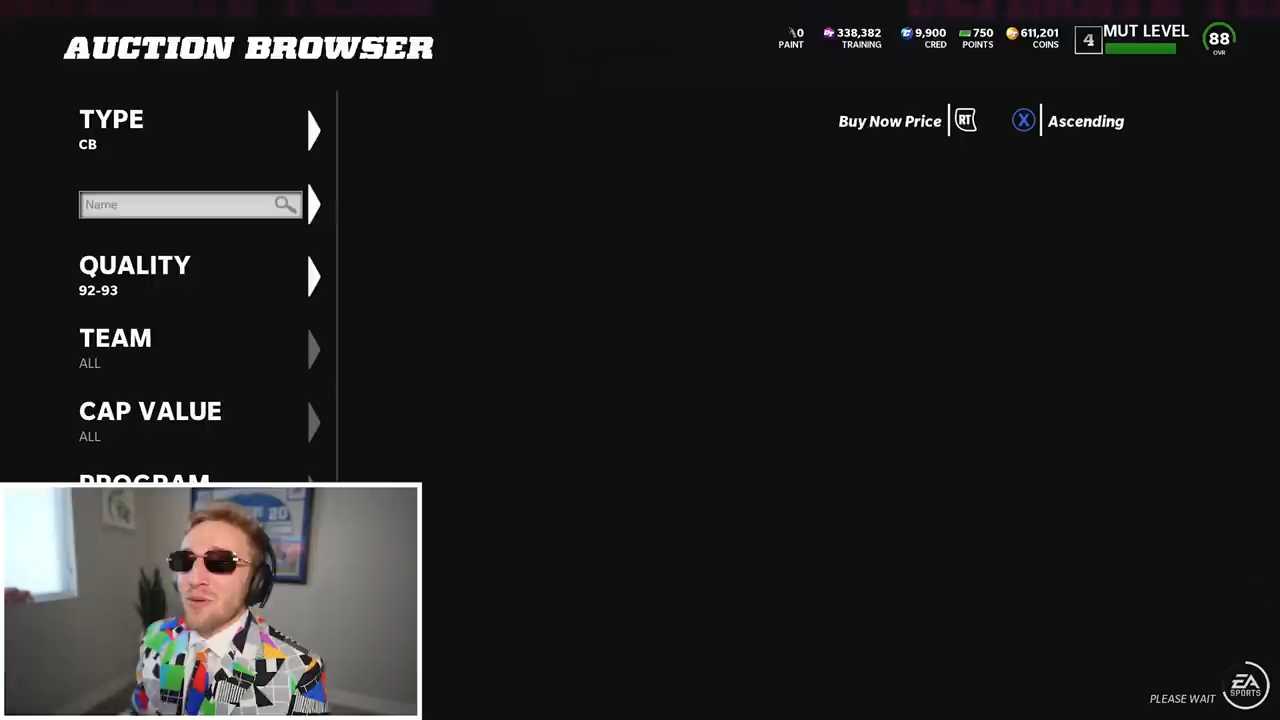 AUCTION BROWSER
0
PAINT
338,382
TRAINING
9,900
CRED
750
POINTS
611,201
COINS
4
MUT LEVEL
88
OVR
TYPE
CB
Buy Now Price
RT
X
Ascending
Name
QUALITY
92-93
TEAM
ALL
CAP VALUE
ALL
PROGRAM
20
EA
SPORTS
PLEASE WAIT